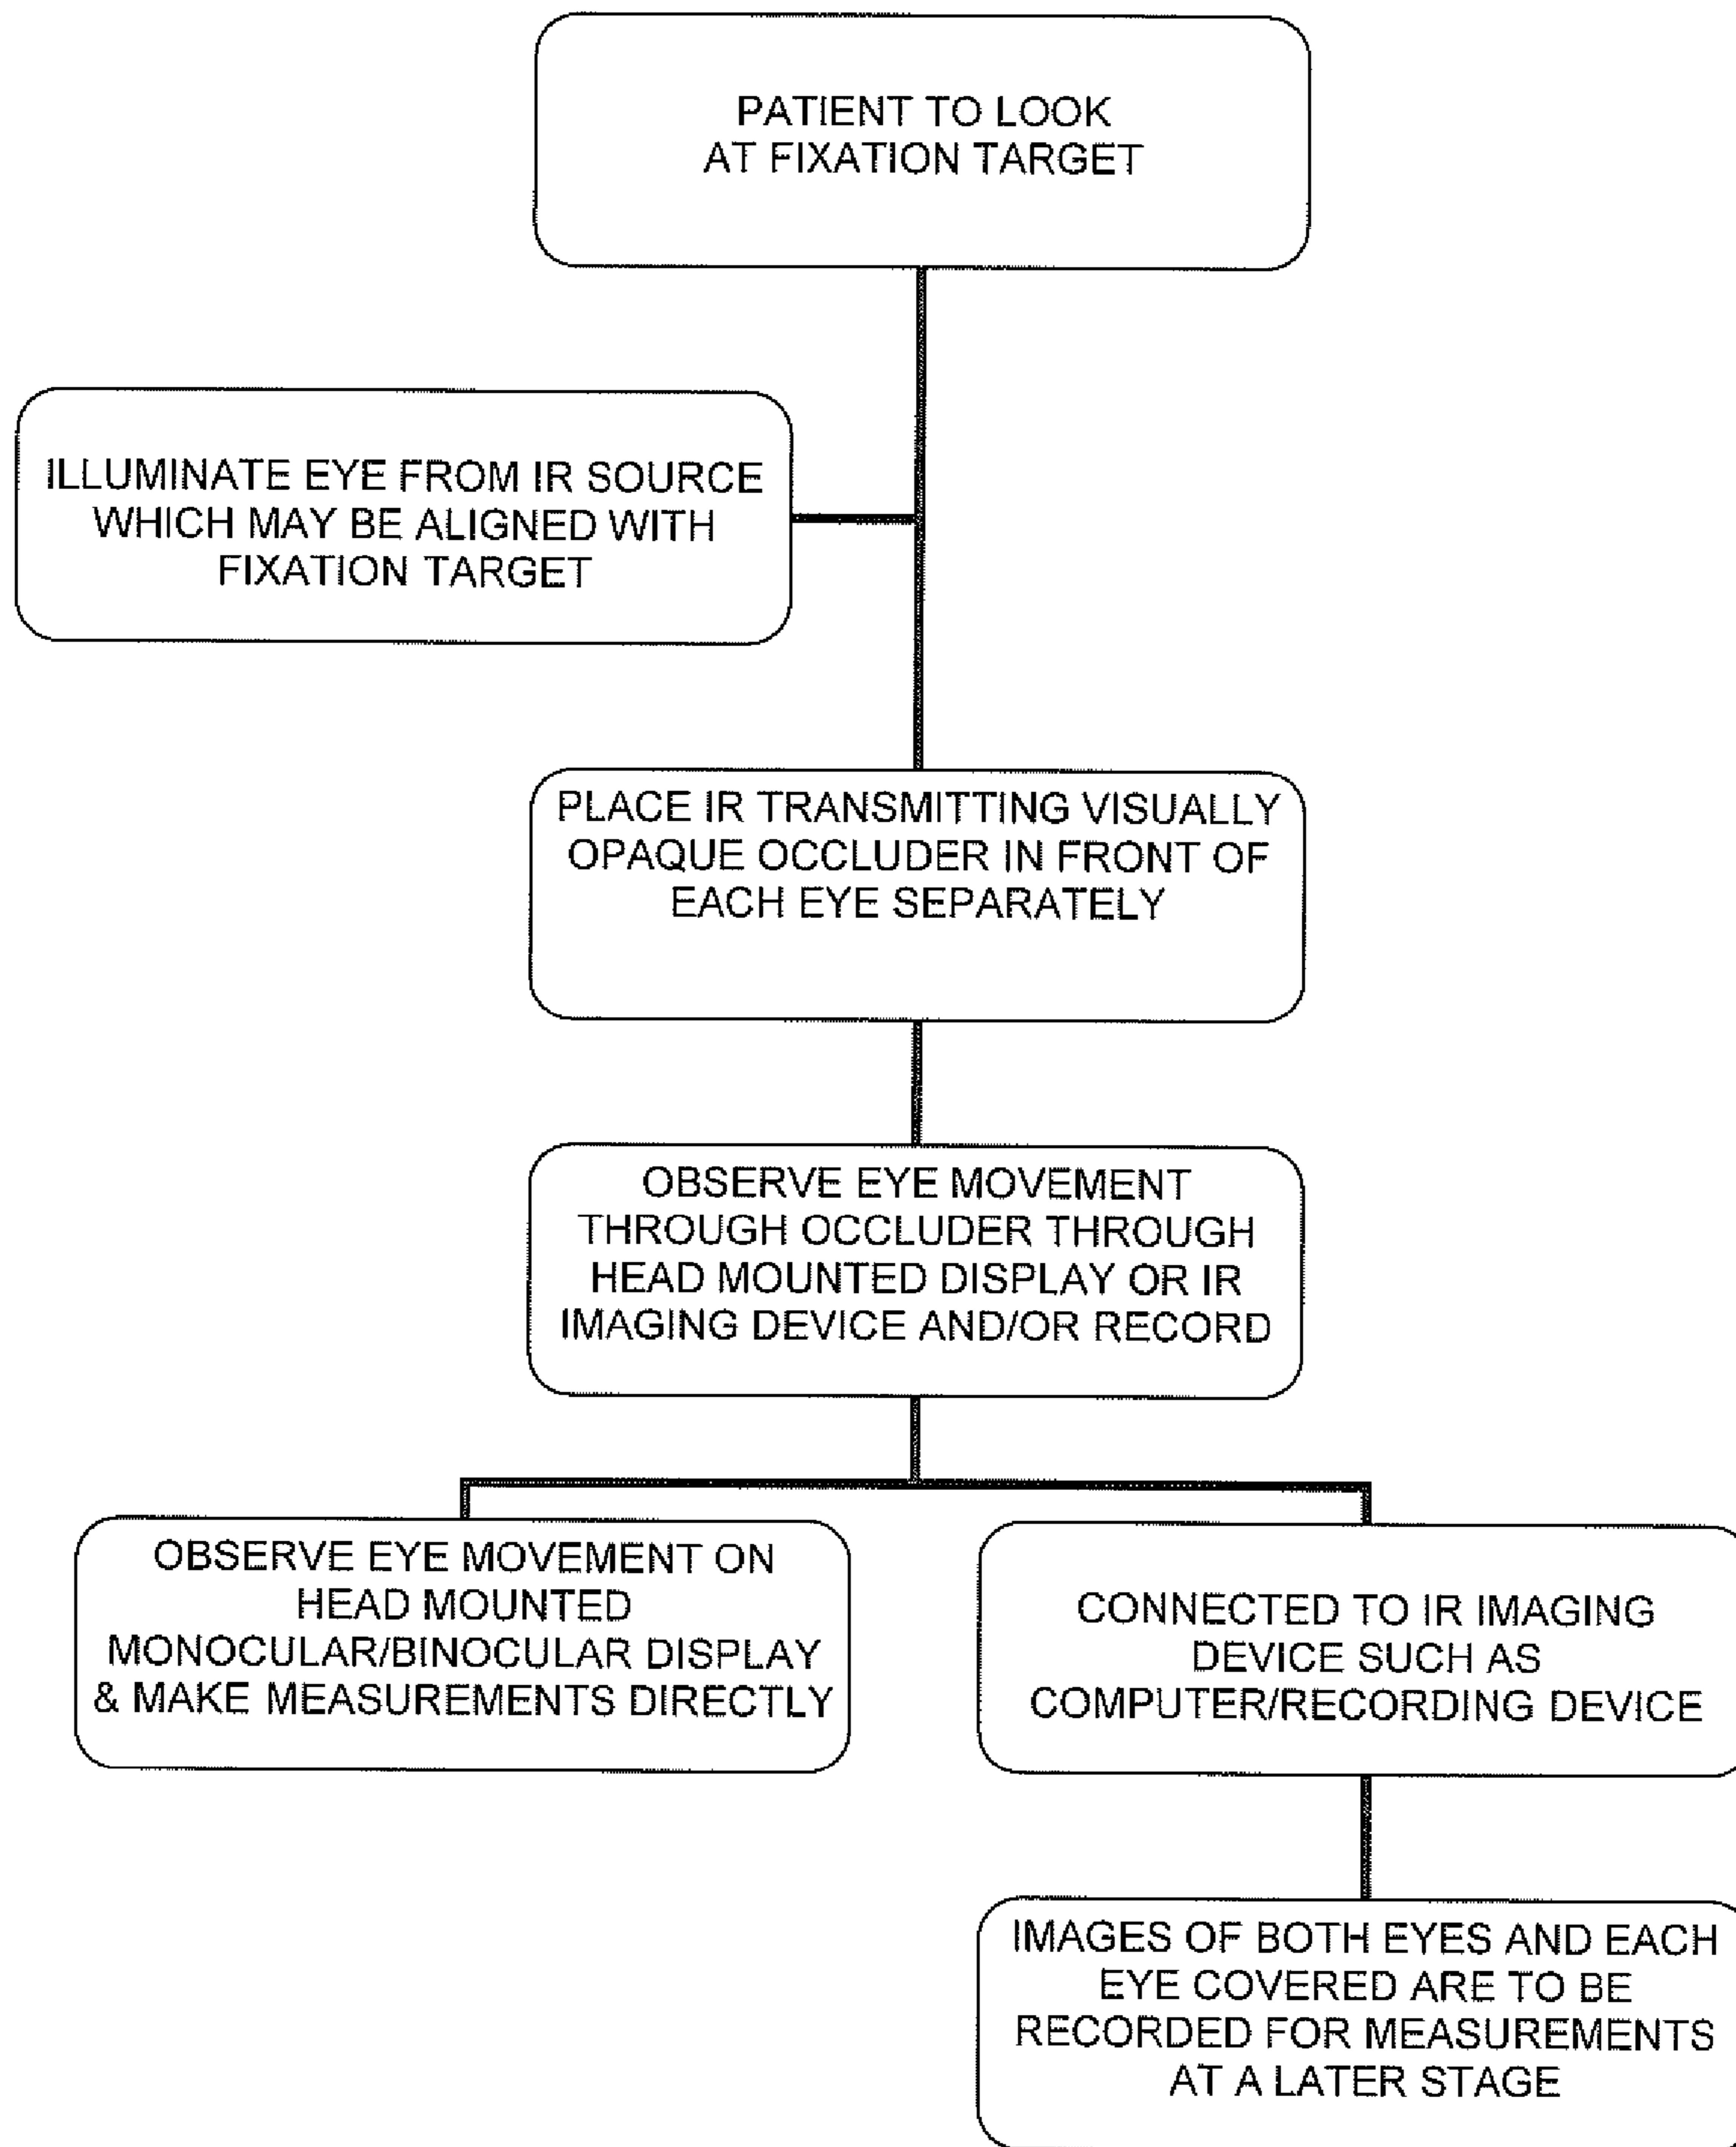 PATIENT TO LOOK
AT FIXATION TARGET
ILLUMINATE EYE FROM IR SOURCE
WHICH MAY BE ALIGNED WITH
FIXATION TARGET
PLACE IR TRANSMITTING VISUALLY
OPAQUE OCCLUDER IN FRONT OF
EACH EYE SEPARATELY
OBSERVE EYE MOVEMENT
THROUGH OCCLUDER THROUGH
HEAD MOUNTED DISPLAY OR IR
IMAGING DEVICE AND/OR RECORD
OBSERVE EYE MOVEMENT ON
HEAD MOUNTED
MONOCULAR/BINOCULAR DISPLAY
& MAKE MEASUREMENTS DIRECTLY
CONNECTED TO IR IMAGING
DEVICE SUCH AS
COMPUTER/RECORDING DEVICE
IMAGES OF BOTH EYES AND EACH
EYE COVERED ARE TO BE
RECORDED FOR MEASUREMENTS
AT A LATER STAGE